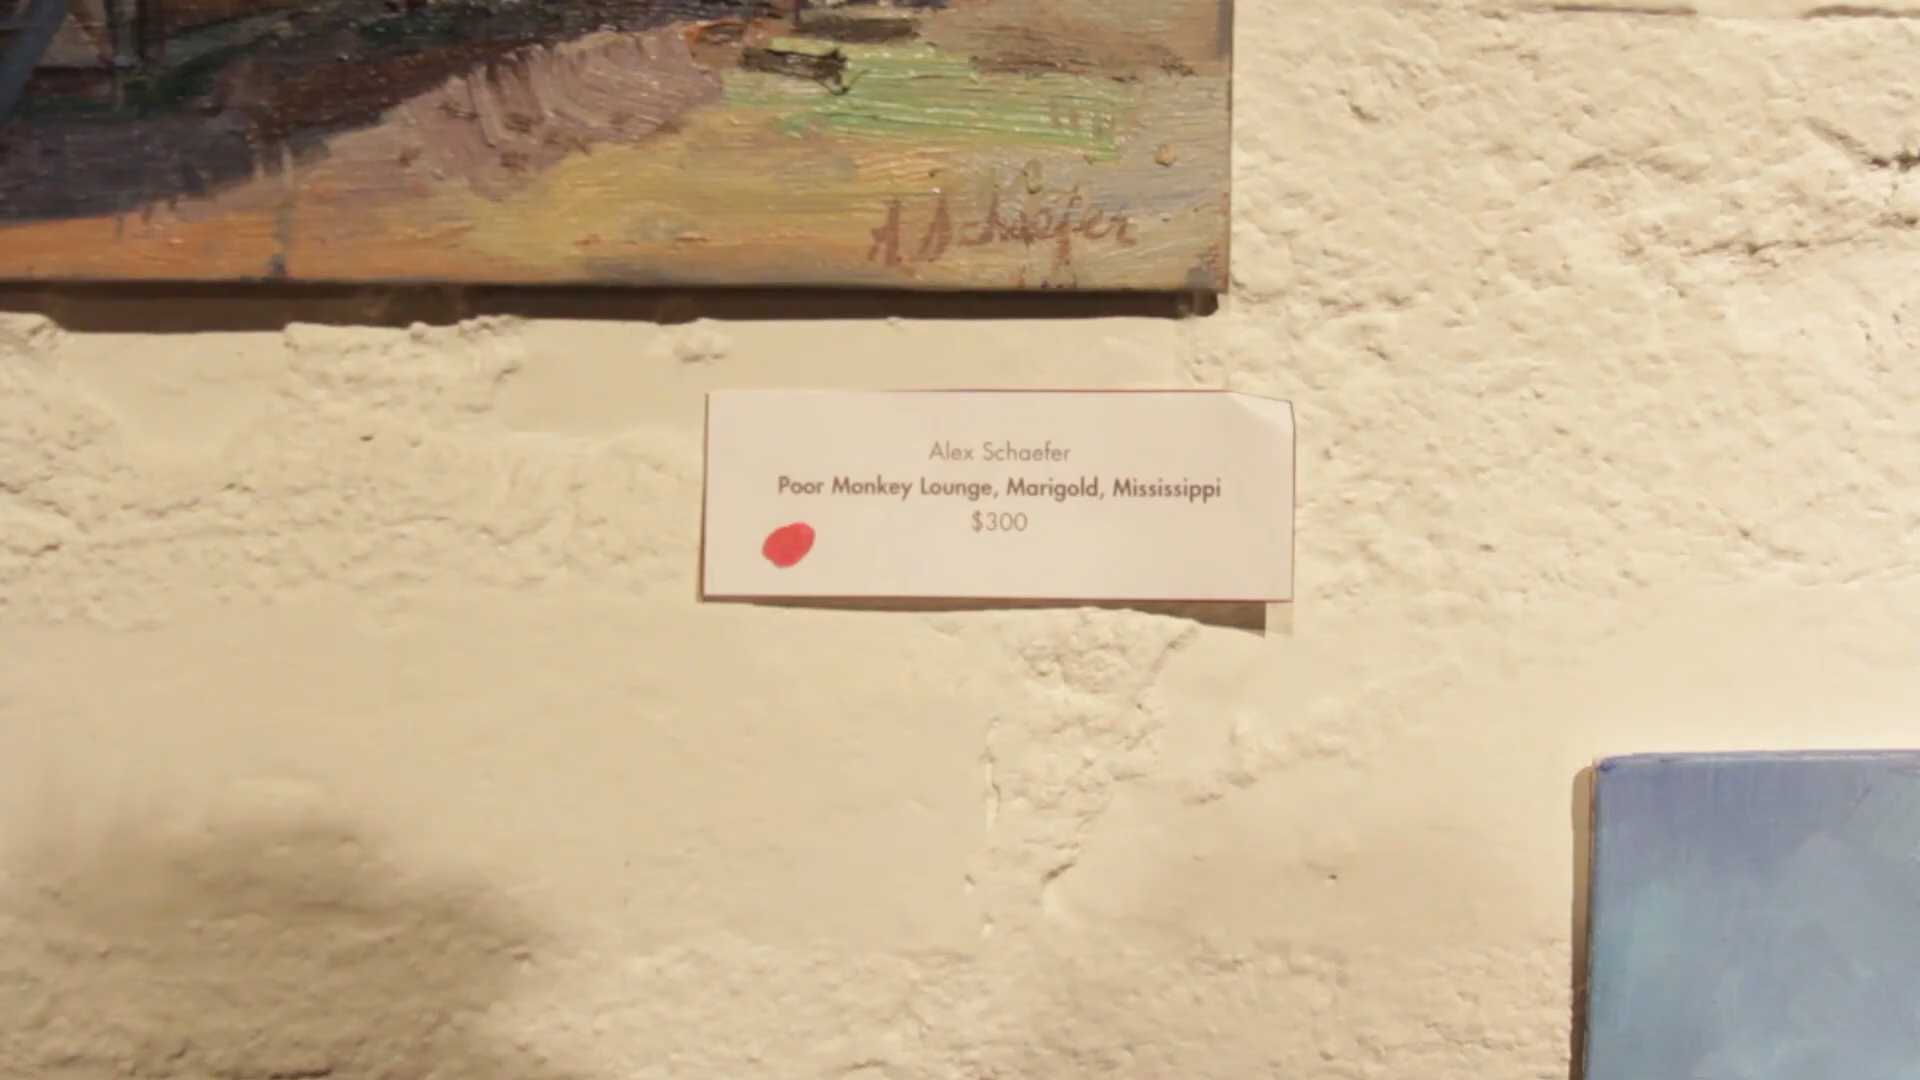 A. Schaefer
Alex Schaefer
Poor Monkey Lounge, Marigold, Mississippi
$300